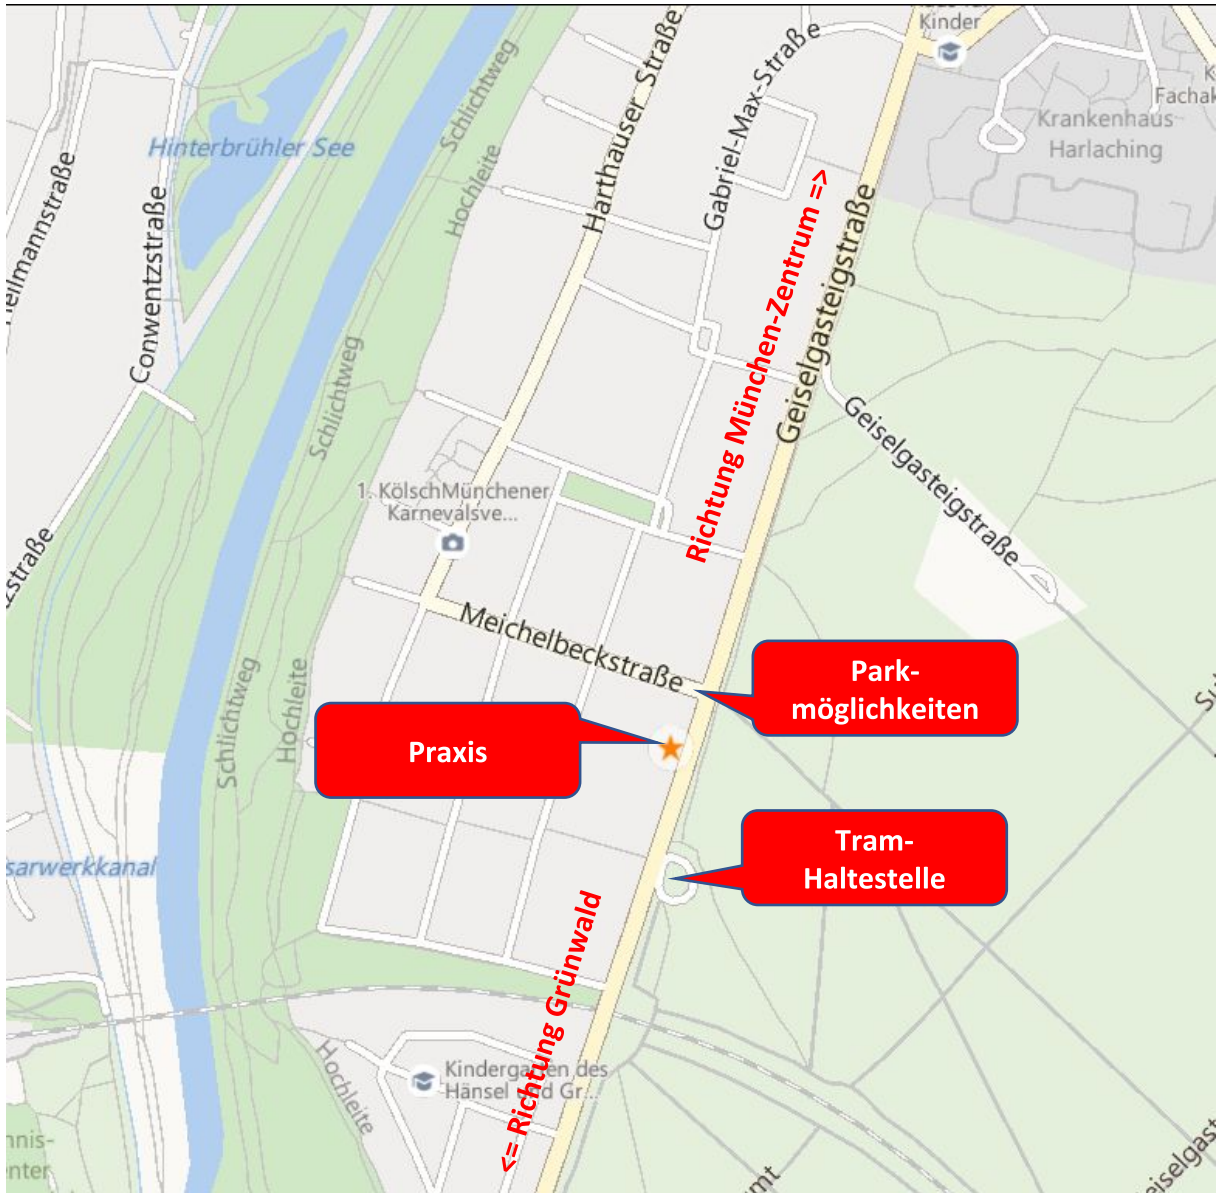 Kinder
Fachak
Krankenhaus
Harlaching
Hinterbrühler See
Schlichtweg
Hochleite
Harthauser Straße
Gabriel-Max-Straße
Conwentzstraße
Richtung München-Zentrum =>
Geiselgasteigstraße
Schlichtweg
Geiselgasteigstraße
1. KölschMünchener
Karnevalsve...
Meichelbeckstraße
Park-
möglichkeiten
Schlichtweg
Hochleite
Praxis
Tram-
Haltestelle
sarwerkkanal
<= Richtung Grünwald
Hochleite
Kindergarten des
Hänsel und Gr...